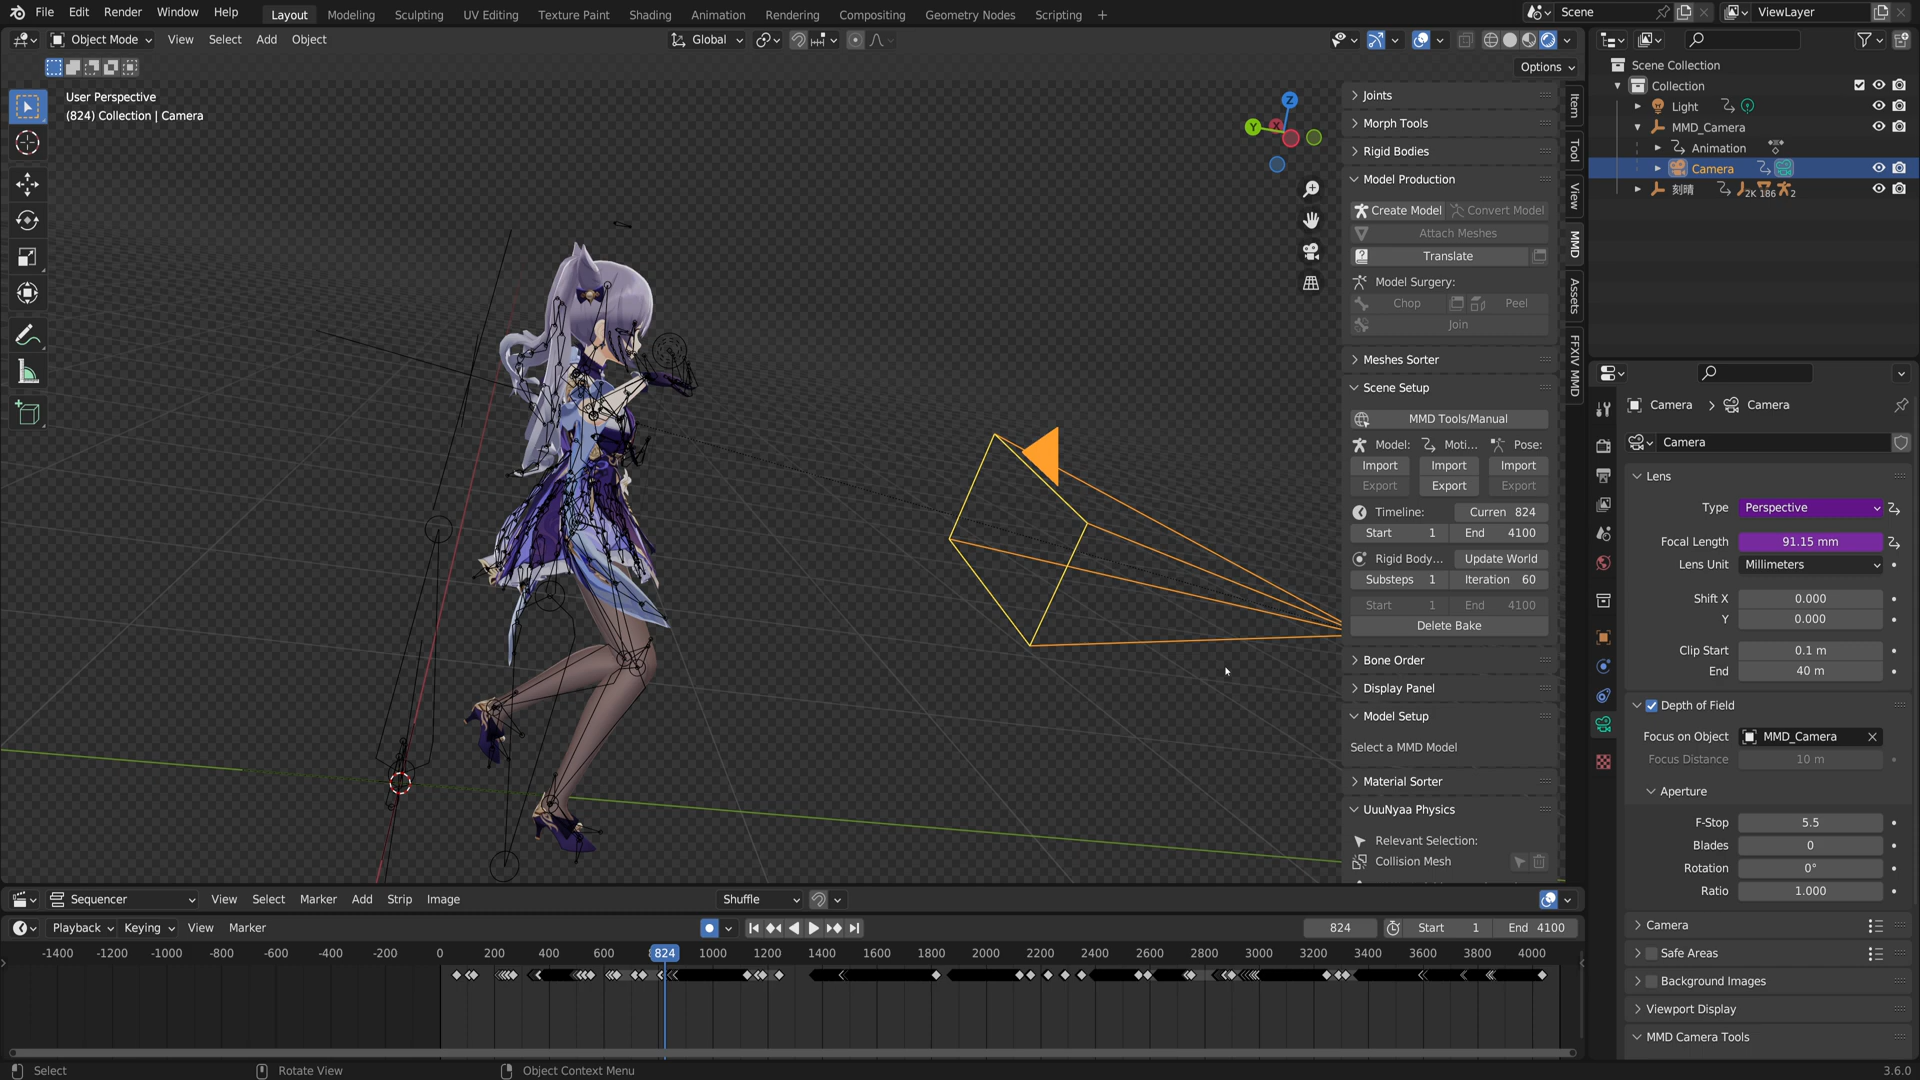 File Edit Render Window Help Layout Modeling Sculpting UV Editing Texture Paint Shading Animation Rendering Compositing Geometry Nodes Scripting + Scene ViewLayer
Object Mode View Select Add Object Global
Options
User Perspective
(824) Collection | Camera
Z
Y
X
Joints
Morph Tools
Rigid Bodies
Model Production
Create Model Convert Model
Attach Meshes
Translate
Model Surgery:
Chop Peel
Join
Meshes Sorter
Scene Setup
MMD Tools/Manual
Model: Moti... Pose:
Import Import Import
Export Export Export
Timeline: Curren 824
Start 1 End 4100
Rigid Body... Update World
Substeps 1 Iteration 60
Start 1 End 4100
Delete Bake
Bone Order
Display Panel
Model Setup
Select a MMD Model
Material Sorter
UuuNyaa Physics
Relevant Selection:
Collision Mesh
Item
Tool
View
MMD
Assets
FFXIV MMD
Scene Collection
Collection
Light
MMD_Camera
Animation
Camera
刻晴 2K 186 2
Camera Camera
Camera
Lens
Type Perspective
Focal Length 91.15 mm
Lens Unit Millimeters
Shift X 0.000
Y 0.000
Clip Start 0.1 m
End 40 m
Depth of Field
Focus on Object MMD_Camera
Focus Distance 10 m
Aperture
F-Stop 5.5
Blades 0
Rotation 0°
Ratio 1.000
Camera
Safe Areas
Background Images
Viewport Display
MMD Camera Tools
Sequencer View Select Marker Add Strip Image Shuffle
Playback Keying View Marker 824 Start 1 End 4100
-1400 -1200 -1000 -800 -600 -400 -200 0 200 400 600 824 1000 1200 1400 1600 1800 2000 2200 2400 2600 2800 3000 3200 3400 3600 3800 4000
Select Rotate View Object Context Menu 3.6.0